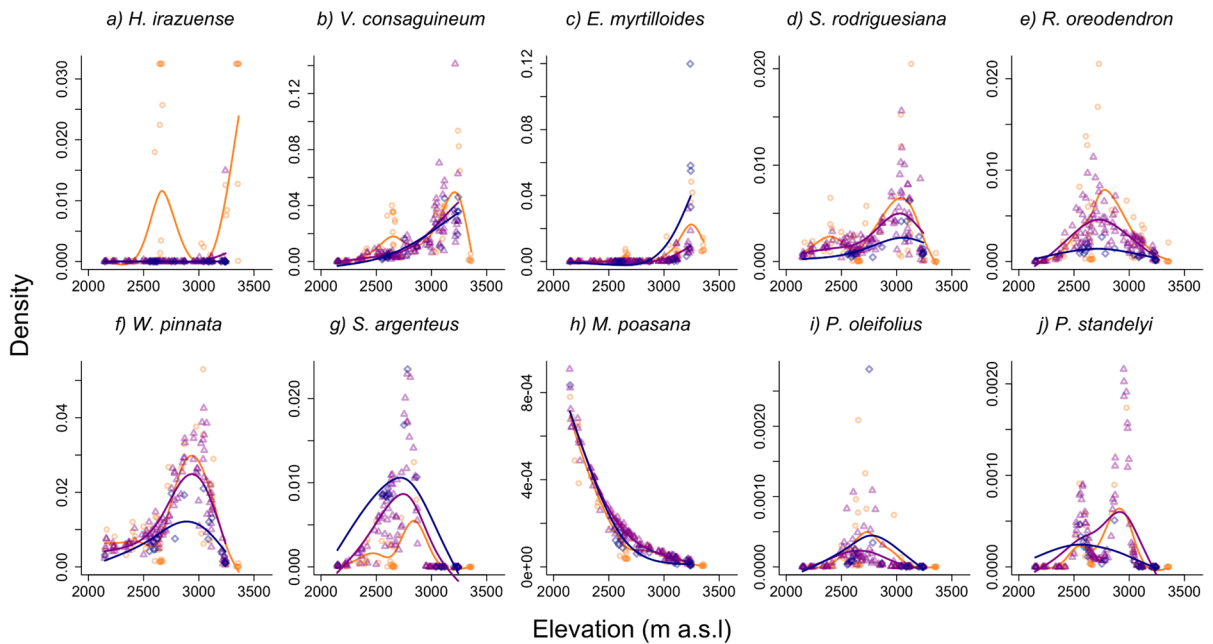 a) H. irazuense
b) V. consaguineum
c) E. myrtilloides
d) S. rodriguesiana
e) R. oreodendron
0.000 0.010 0.020 0.030
2000 2500 3000 3500
0.00 0.04 0.08 0.12
2000 2500 3000 3500
0.00 0.04 0.08 0.12
2000 2500 3000 3500
0.000 0.010 0.020
2000 2500 3000 3500
0.000 0.010 0.020
2000 2500 3000 3500
Density
f) W. pinnata
g) S. argenteus
h) M. poasana
i) P. oleifolius
j) P. standelyi
0.00 0.02 0.04
2000 2500 3000 3500
0.000 0.010 0.020
2000 2500 3000 3500
0e+00 4e-04 8e-04
2000 2500 3000 3500
0.0000 0.0010 0.0020
2000 2500 3000 3500
0.0000 0.0010 0.0020
2000 2500 3000 3500
Elevation (m a.s.l)